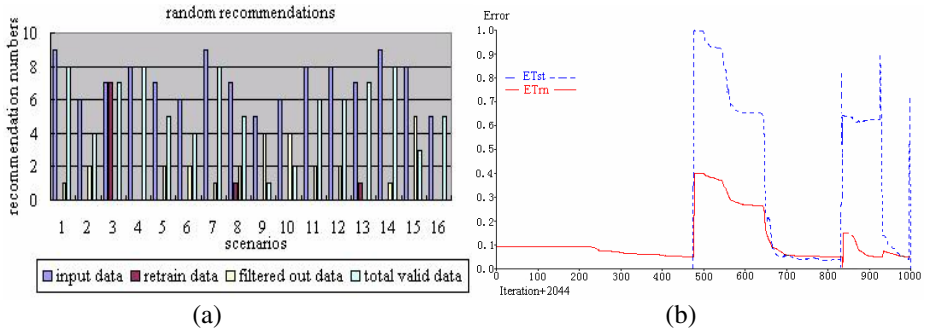 random recommendations
recommendation numbers
10
8
6
4
2
0
1 2 3 4 5 6 7 8 9 10 11 12 13 14 15 16
scenarios
input data retrain data filtered out data total valid data
(a)
Error
1.0
0.9
0.8
0.7
0.6
0.5
0.4
0.3
0.2
0.1
0.0
ETst
ETrn
0 100 200 300 400 500 600 700 800 900 1000
Iteration+2044
(b)